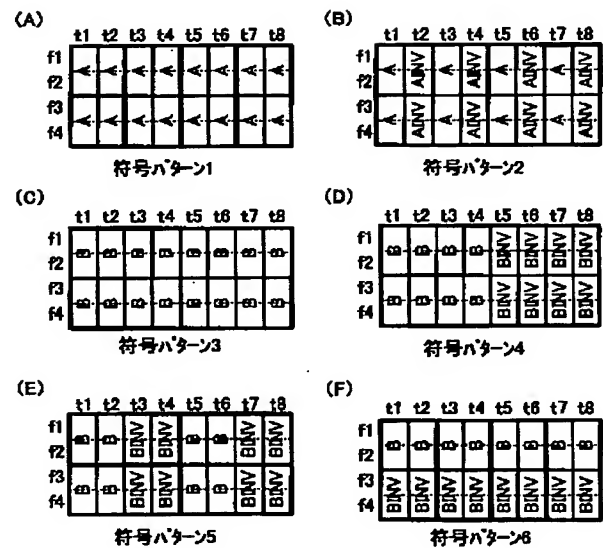 (A)
t1 t2 t3 t4 t5 t6 t7 t8
f1 f2 A A A A A A A A
f3 f4 A A A A A A A A
符号パターン1
(B)
t1 t2 t3 t4 t5 t6 t7 t8
f1 f2 A AINV A AINV A AINV A AINV
f3 f4 A AINV A AINV A AINV A AINV
符号パターン2
(C)
t1 t2 t3 t4 t5 t6 t7 t8
f1 f2 B B B B B B B B
f3 f4 B B B B B B B B
符号パターン3
(D)
t1 t2 t3 t4 t5 t6 t7 t8
f1 f2 B B B B BINV BINV BINV BINV
f3 f4 B B B B BINV BINV BINV BINV
符号パターン4
(E)
t1 t2 t3 t4 t5 t6 t7 t8
f1 f2 B B BINV BINV B B BINV BINV
f3 f4 B B BINV BINV B B BINV BINV
符号パターン5
(F)
t1 t2 t3 t4 t5 t6 t7 t8
f1 f2 B B B B B B B B
f3 f4 BINV BINV BINV BINV BINV BINV BINV BINV
符号パターン6